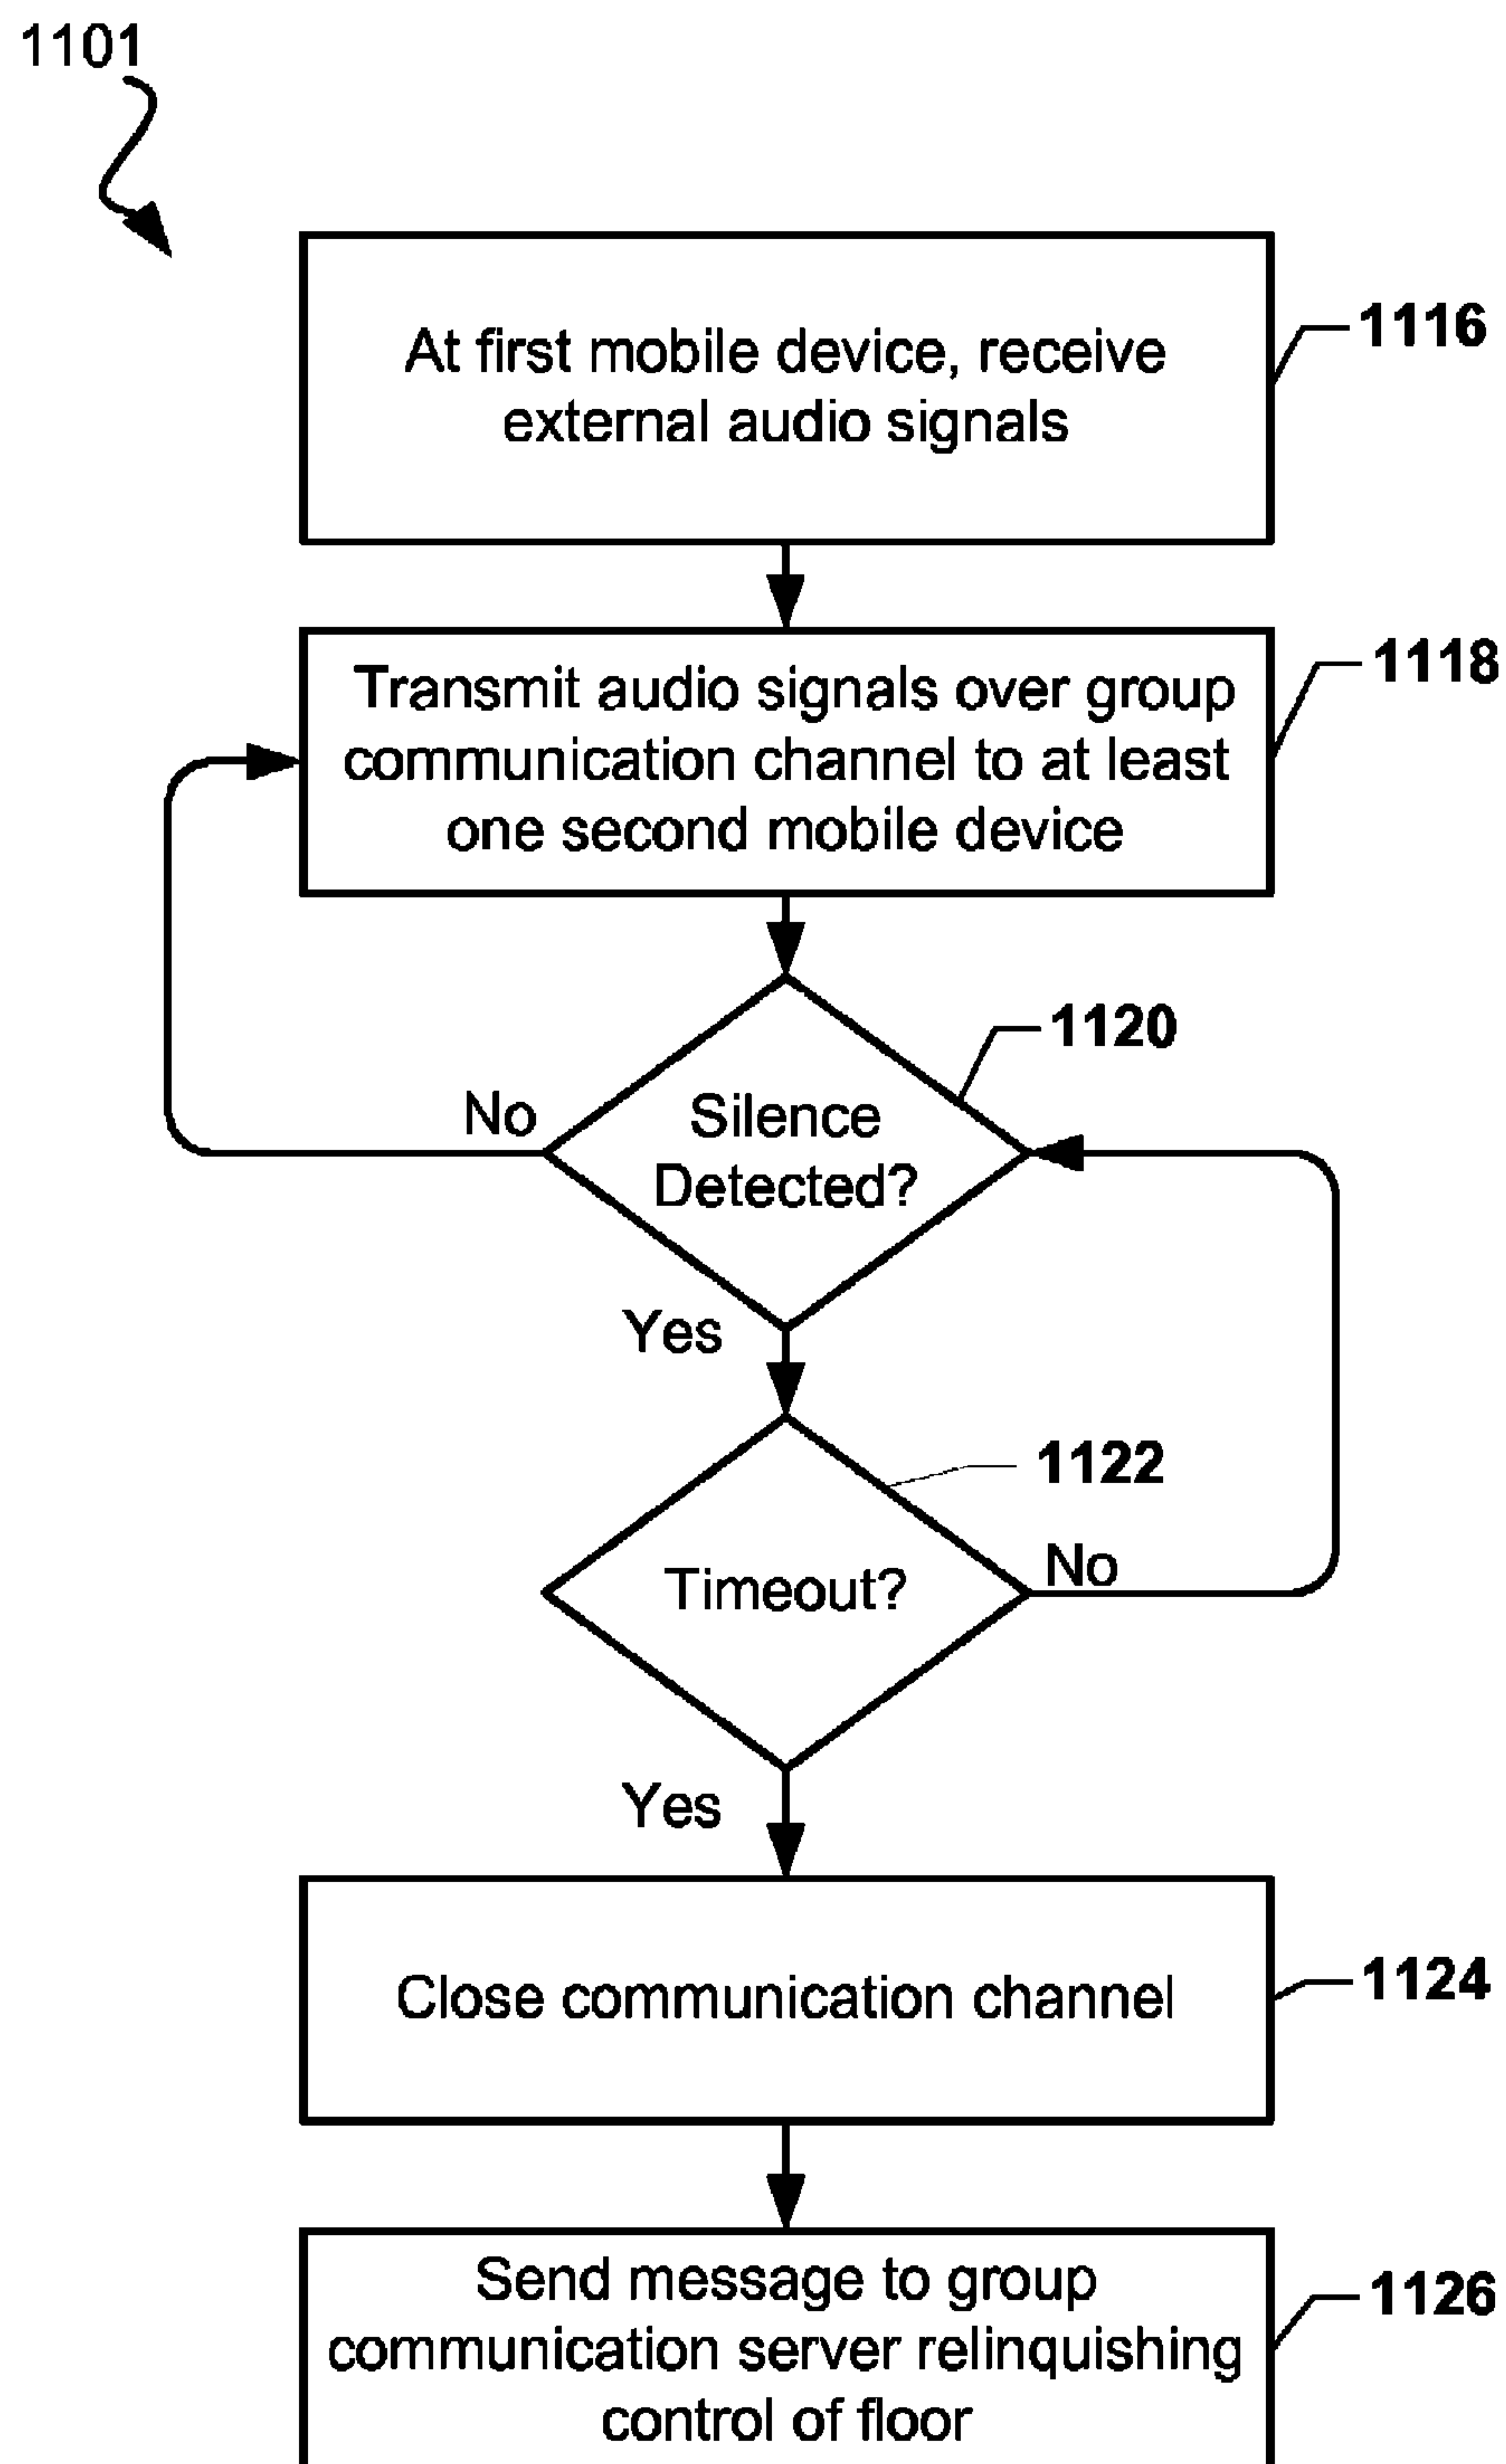 1101
At first mobile device, receive
external audio signals
1116
Transmit audio signals over group
communication channel to at least
one second mobile device
1118
1120
Silence
Detected?
No
Yes
1122
Timeout?
No
Yes
Close communication channel
1124
Send message to group
communication server relinquishing
control of floor
1126